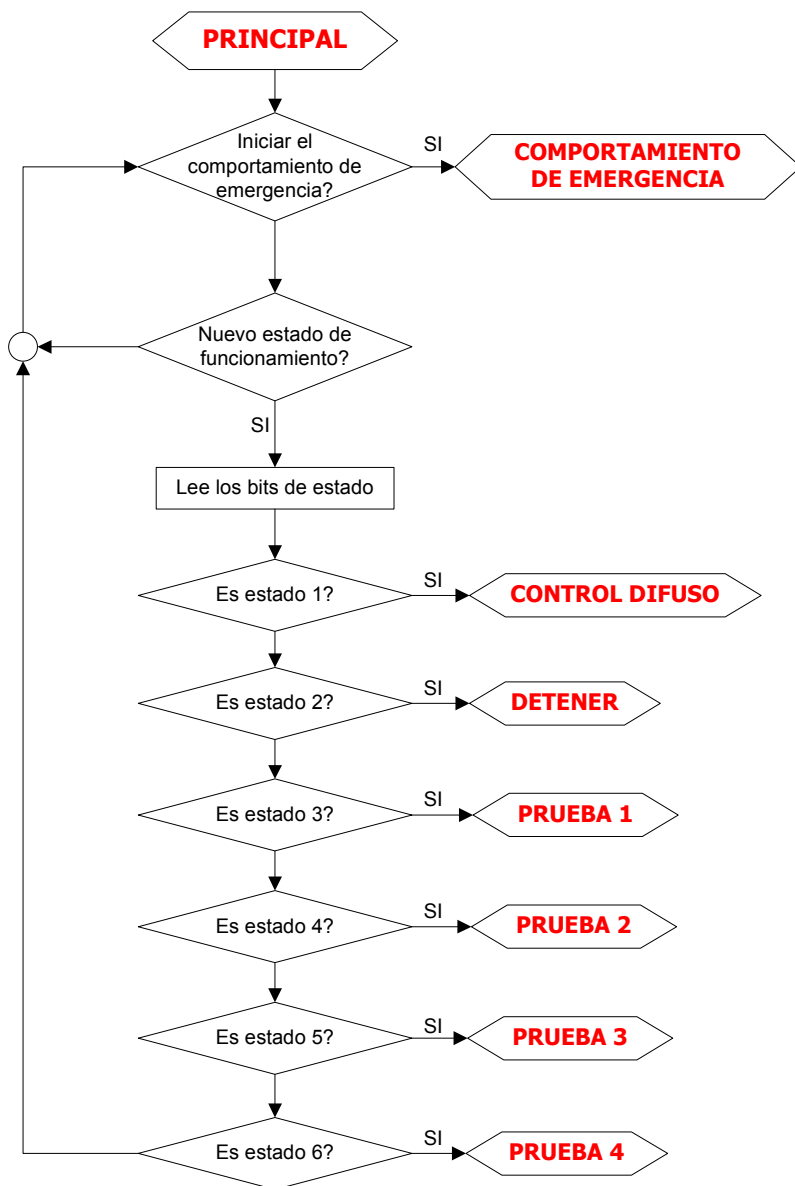 PRINCIPAL
Iniciar el
comportamiento de
emergencia?
SI
COMPORTAMIENTO
DE EMERGENCIA
Nuevo estado de
funcionamiento?
SI
Lee los bits de estado
Es estado 1?
SI
CONTROL DIFUSO
Es estado 2?
SI
DETENER
Es estado 3?
SI
PRUEBA 1
Es estado 4?
SI
PRUEBA 2
Es estado 5?
SI
PRUEBA 3
Es estado 6?
SI
PRUEBA 4